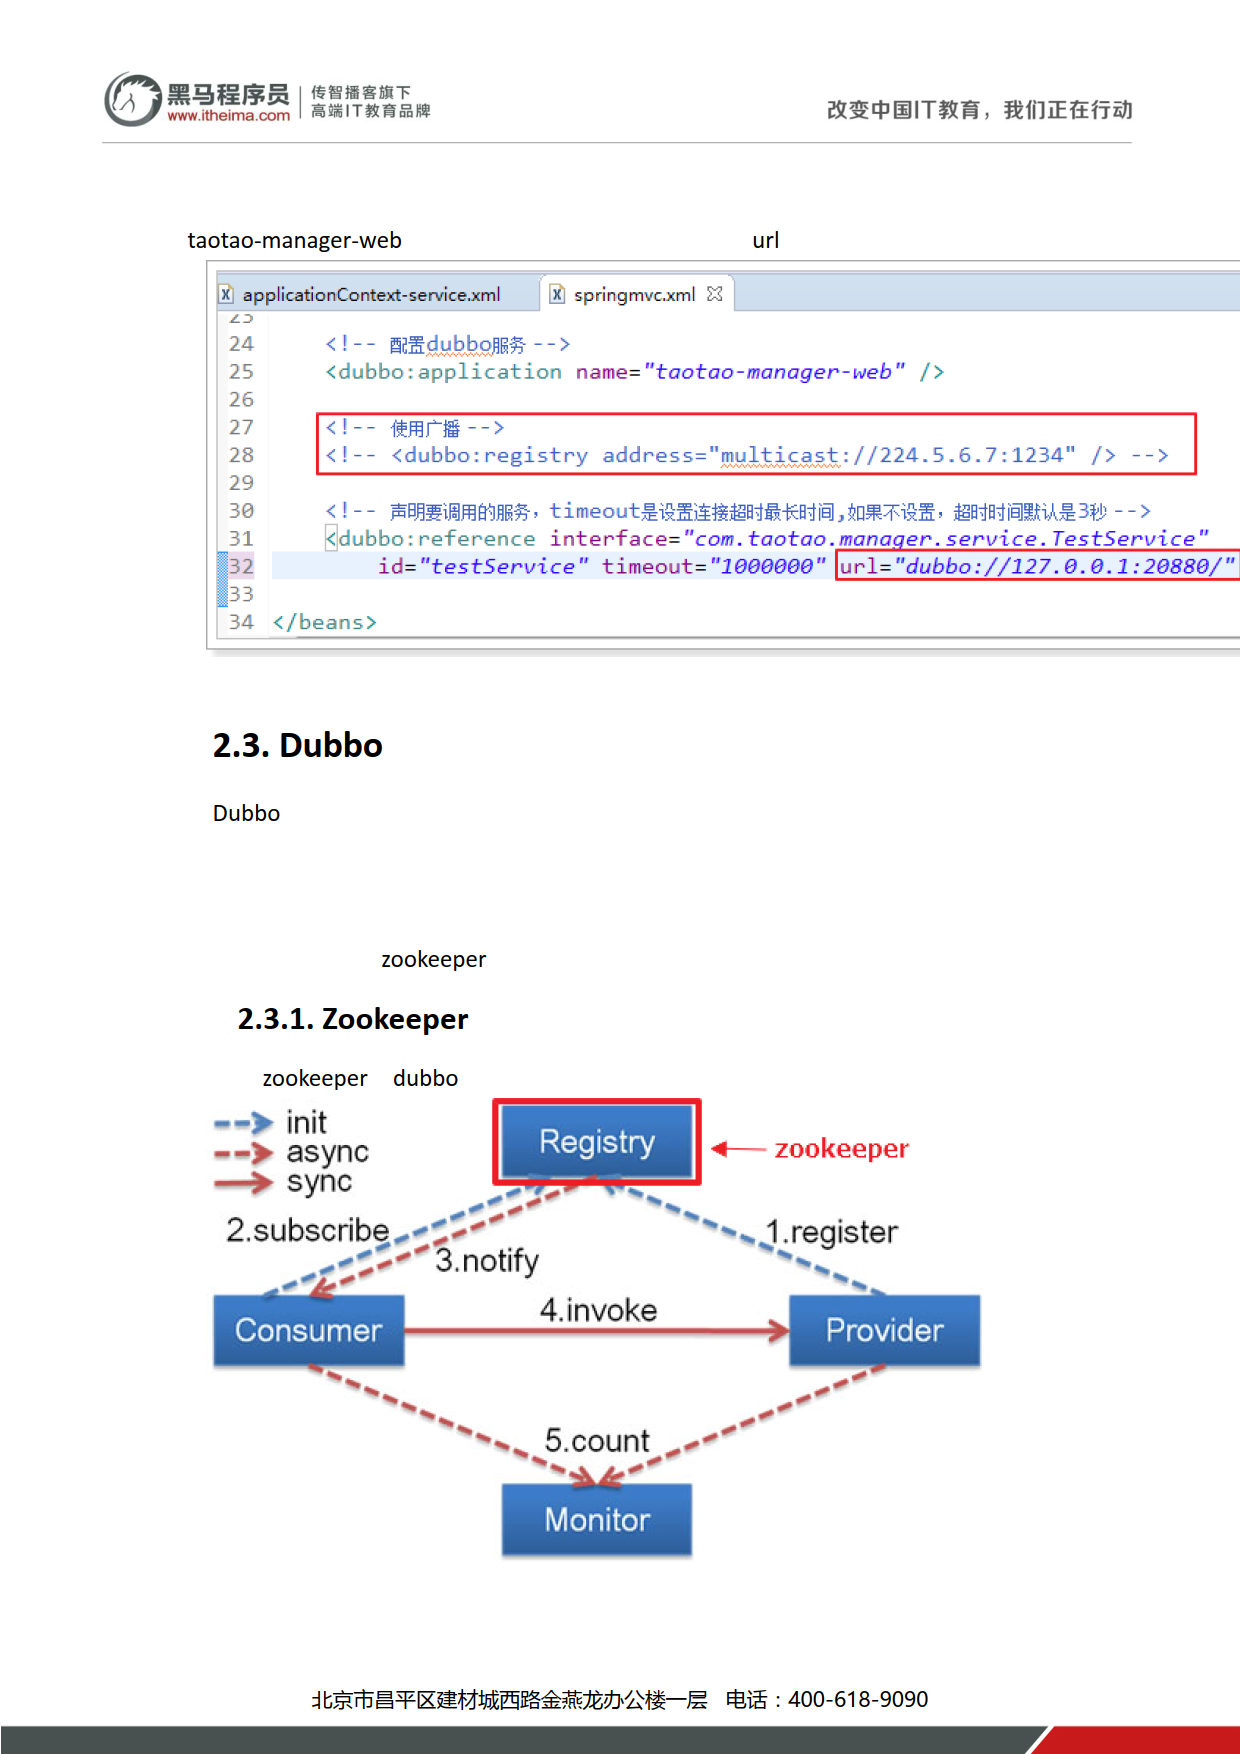 黑马程序员
www.itheima.com
传智播客旗下
高端IT教育品牌
改变中国IT教育，我们正在行动
taotao-manager-web url
applicationContext-service.xml springmvc.xml
23
24 <!-- 配置dubbo服务 -->
25 <dubbo:application name="taotao-manager-web" />
26
27 <!-- 使用广播 -->
28 <!-- <dubbo:registry address="multicast://224.5.6.7:1234" /> -->
29
30 <!-- 声明要调用的服务，timeout是设置连接超时最长时间,如果不设置，超时时间默认是3秒 -->
31 <dubbo:reference interface="com.taotao.manager.service.TestService"
32 id="testService" timeout="1000000" url="dubbo://127.0.0.1:20880/"
33
34 </beans>
2.3. Dubbo
Dubbo
zookeeper
2.3.1. Zookeeper
zookeeper dubbo
init
async
sync
Registry
zookeeper
2.subscribe
1.register
3.notify
4.invoke
Consumer
Provider
5.count
Monitor
北京市昌平区建材城西路金燕龙办公楼一层 电话：400-618-9090